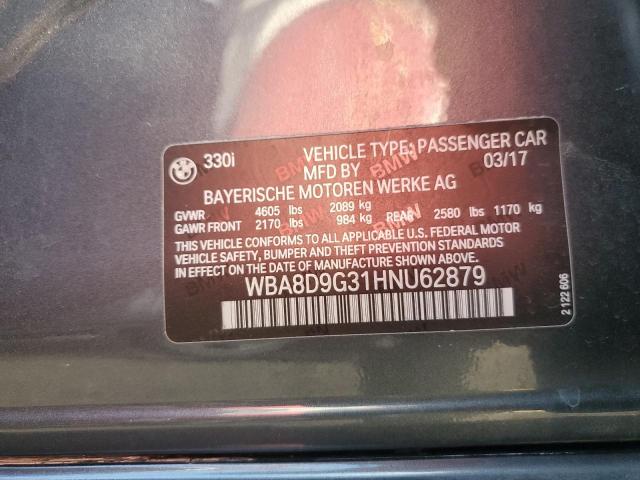 330i VEHICLE TYPE: PASSENGER CAR
MFD BY 03/17
BAYERISCHE MOTOREN WERKE AG
GVWR 4605 lbs 2089 kg
GAWR FRONT 2170 lbs 984 kg REAR 2580 lbs 1170 kg
THIS VEHICLE CONFORMS TO ALL APPLICABLE U.S. FEDERAL MOTOR
VEHICLE SAFETY, BUMPER AND THEFT PREVENTION STANDARDS
IN EFFECT ON THE DATE OF MANUFACTURE SHOWN ABOVE.
WBA8D9G31HNU62879
2 122 606